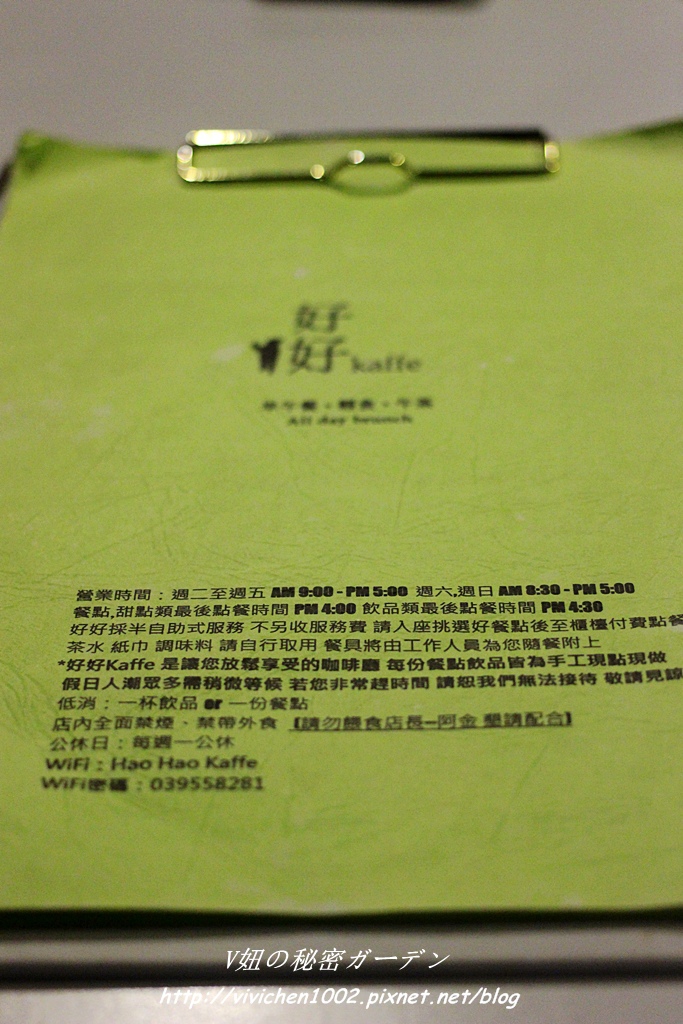 好
好 kaffe
早午餐·輕食·午茶
All day brunch
營業時間：週二至週五 AM 9:00 - PM 5:00 週六,週日 AM 8:30 - PM 5:00
餐點,甜點類最後點餐時間 PM 4:00 飲品類最後點餐時間 PM 4:30
好好採半自助式服務 不另收服務費 請入座挑選好餐點後至櫃檯付費點餐
茶水 紙巾 調味料 請自行取用 餐具將由工作人員為您隨餐附上
*好好Kaffe 是讓您放鬆享受的咖啡廳 每份餐點飲品皆為手工現點現做
假日人潮眾多需稍微等候 若您非常趕時間 請恕我們無法接待 敬請見諒
低消：一杯飲品 or 一份餐點
店內全面禁煙、禁帶外食 (請勿餵食店長—阿金 懇請配合)
公休日：每週一公休
WiFi：Hao Hao Kaffe
WiFi密碼：039558281
V妞の秘密ガーデン
http://vivichen1002.pixnet.net/blog